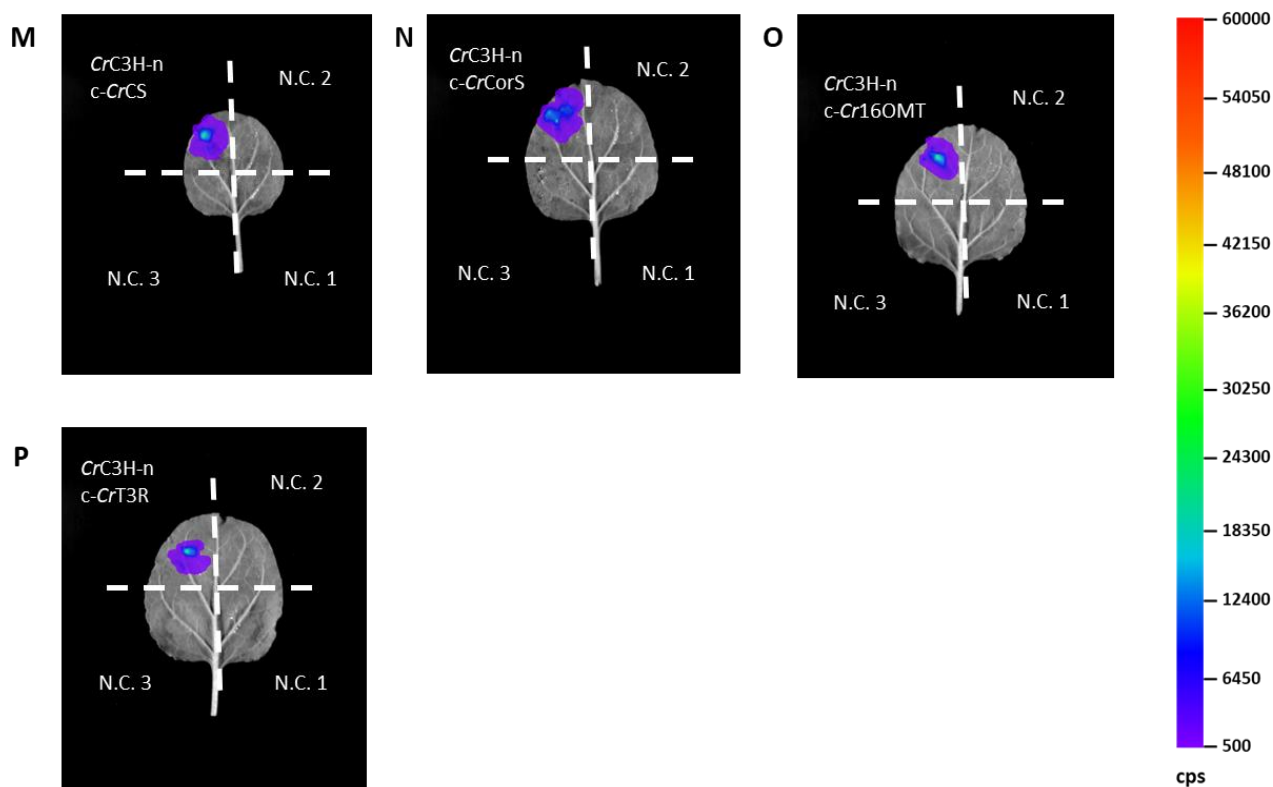 M
CrC3H-n
c-CrCS
N.C. 2
N.C. 3
N.C. 1
N
CrC3H-n
c-CrCorS
N.C. 2
N.C. 3
N.C. 1
O
CrC3H-n
c-Cr16OMT
N.C. 2
N.C. 3
N.C. 1
P
CrC3H-n
c-CrT3R
N.C. 2
N.C. 3
N.C. 1
60000
54050
48100
42150
36200
30250
24300
18350
12400
6450
500
cps